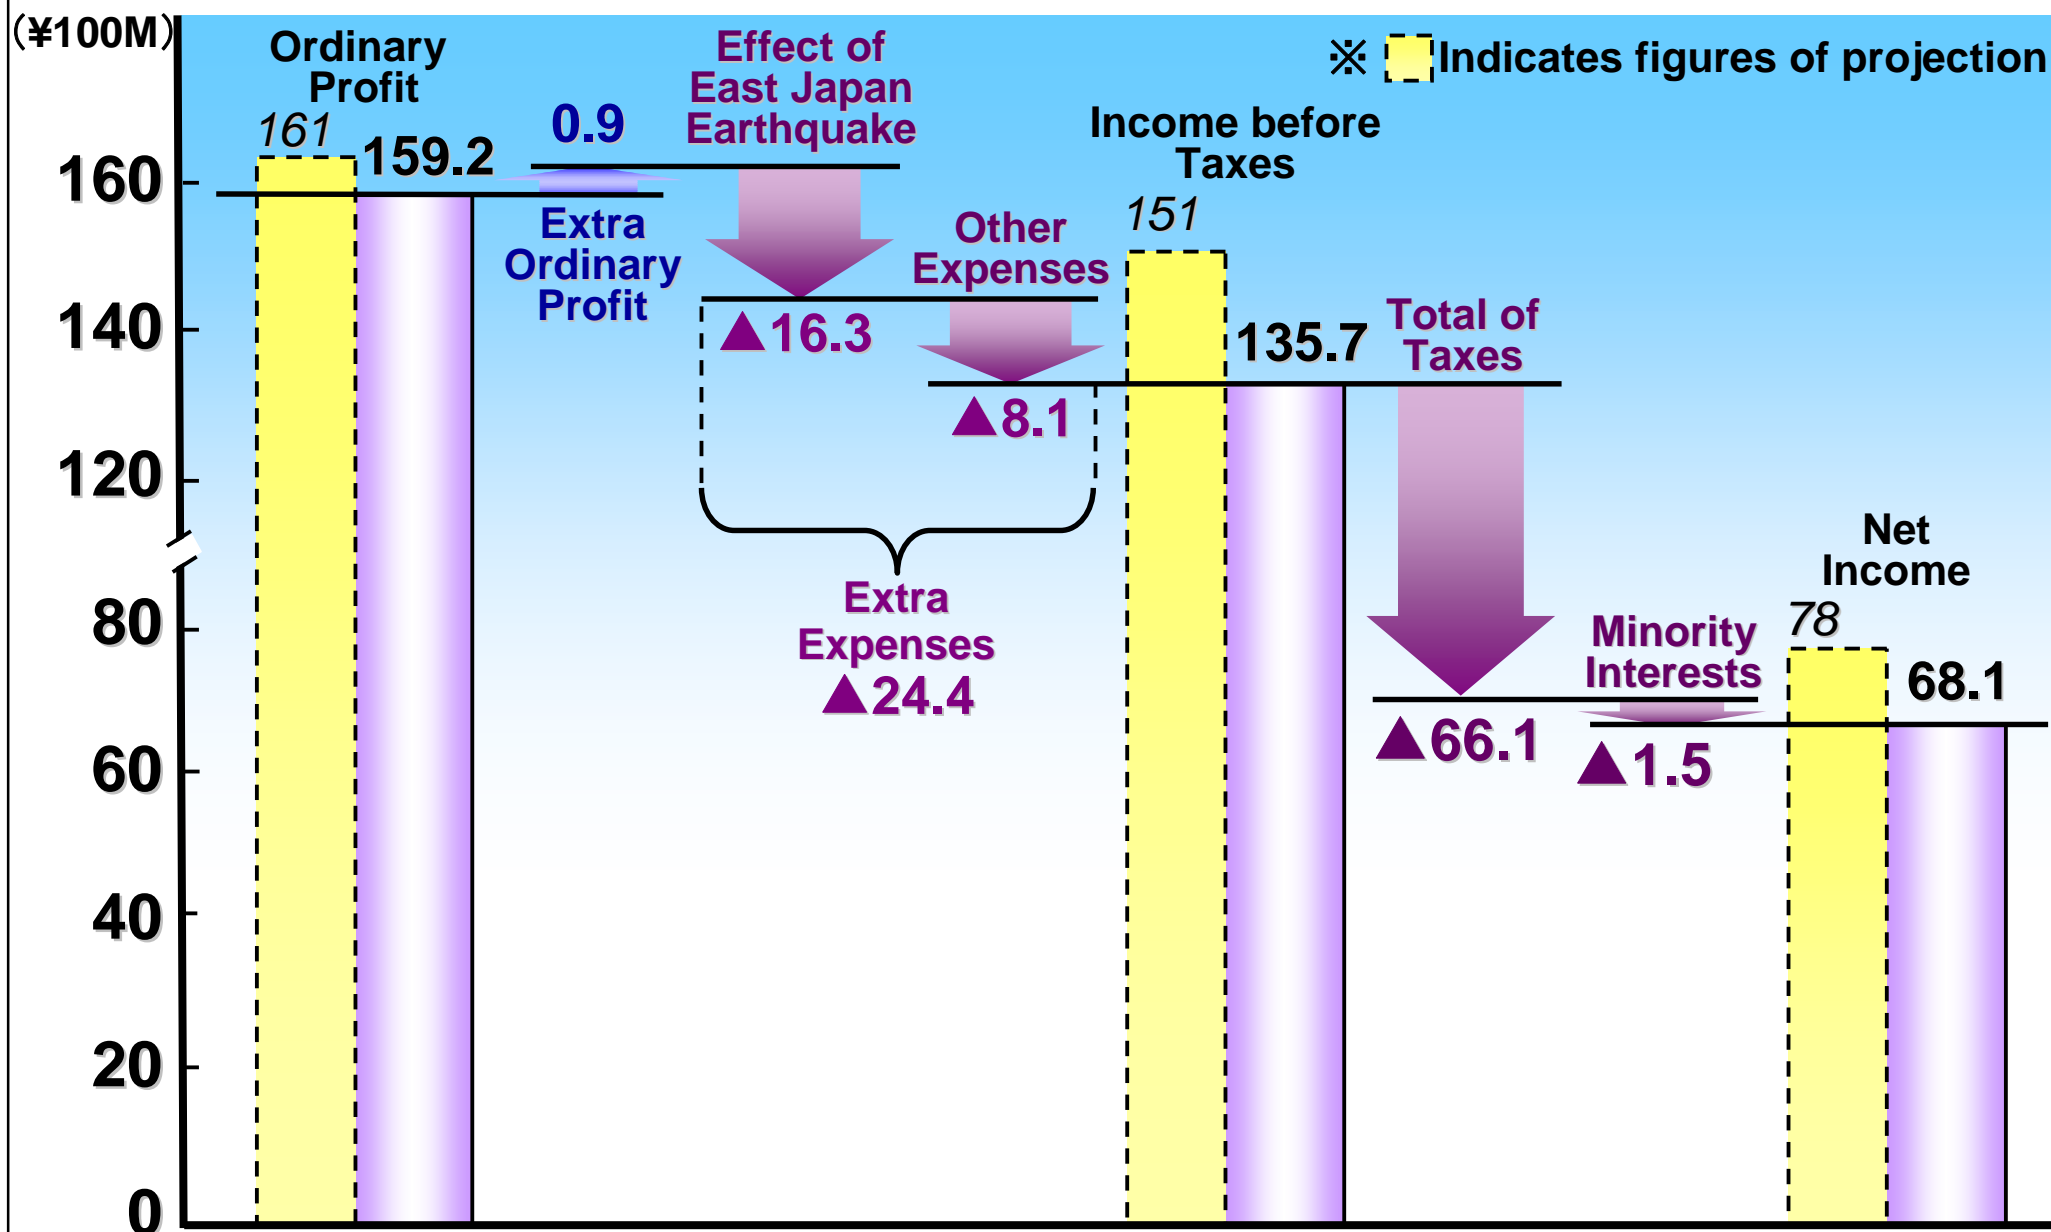 (¥100M)
Ordinary
Profit
161
159.2
0.9
Extra
Ordinary
Profit
Effect of
East Japan
Earthquake
▲16.3
Other
Expenses
▲8.1
Extra
Expenses
▲24.4
※ Indicates figures of projection
Income before
Taxes
151
135.7
Total of
Taxes
▲66.1
Minority
Interests
▲1.5
Net
Income
78
68.1
160
140
120
80
60
40
20
0